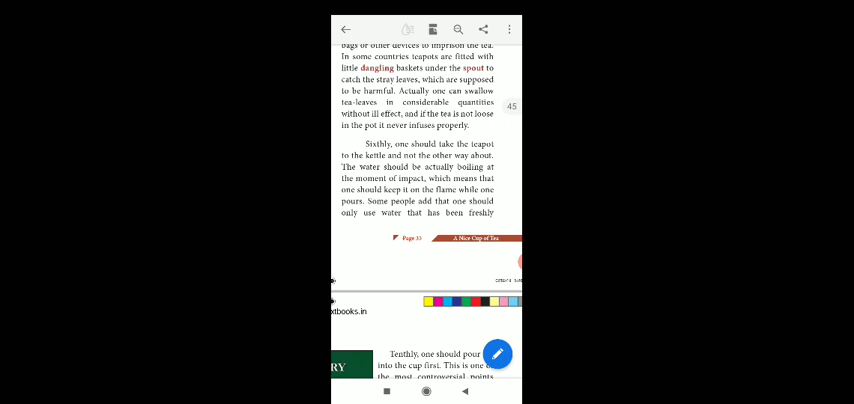 bags or other devices to imprison the tea.
In some countries teapots are fitted with
little dangling baskets under the spout to
catch the stray leaves, which are supposed
to be harmful. Actually one can swallow
tea-leaves in considerable quantities
without ill effect, and if the tea is not loose
in the pot it never infuses properly.
45
Sixthly, one should take the teapot
to the kettle and not the other way about.
The water should be actually boiling at
the moment of impact, which means that
one should keep it on the flame while one
pours. Some people add that one should
only use water that has been freshly
Page 33
A Nice Cup of Tea
xtbooks.in
Tenthly, one should pour
into the cup first. This is one
RY
the most controversial points